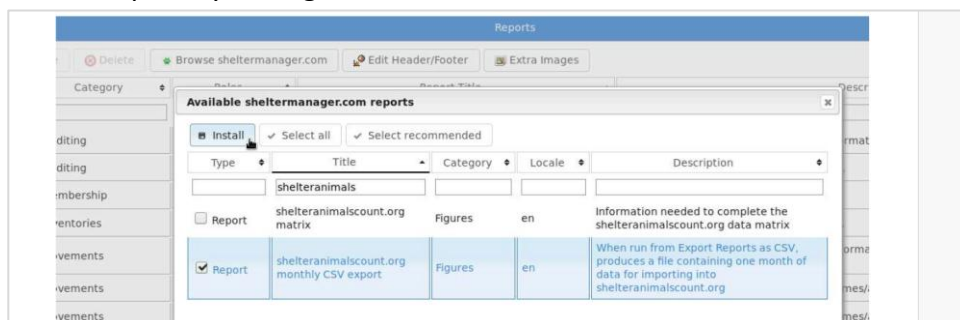 Reports
Delete
Browse sheltermanager.com
Edit Header/Footer
Extra Images
Category
Available sheltermanager.com reports
Install
Select all
Select recommended
Type
Title
Category
Locale
Description
shelteranimals
Report
shelteranimalscount.org
matrix
Figures
en
Information needed to complete the
shelteranimalscount.org data matrix
Report
shelteranimalscount.org
monthly CSV export
Figures
en
When run from Export Reports as CSV,
produces a file containing one month of
data for importing into
shelteranimalscount.org